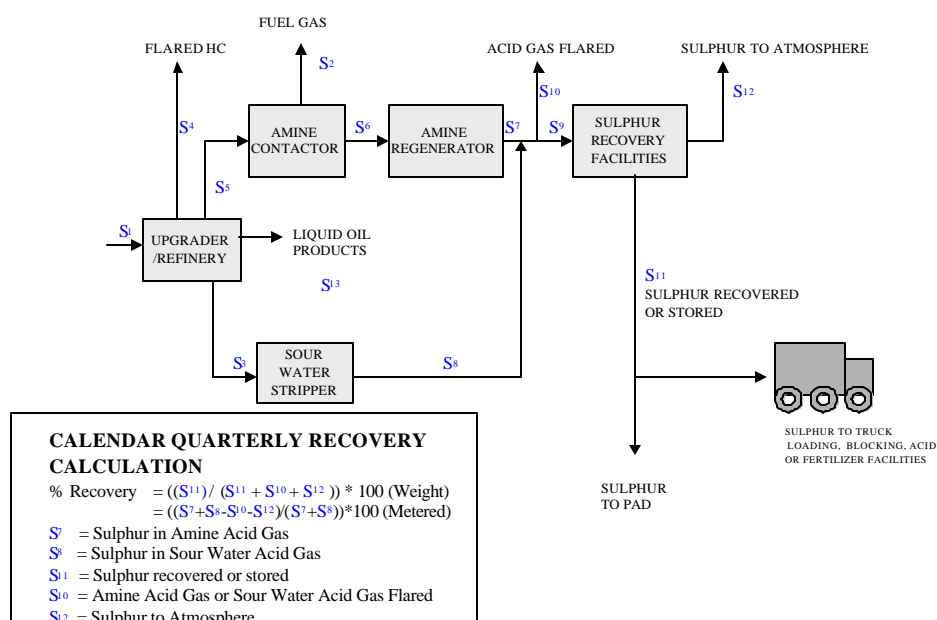 FUEL GAS
FLARED HC
ACID GAS FLARED
SULPHUR TO ATMOSPHERE
S2
S10
S12
S4
AMINE
CONTACTOR
S6
AMINE
REGENERATOR
S7
S9
SULPHUR
RECOVERY
FACILITIES
S5
S1
UPGRADER
/REFINERY
LIQUID OIL
PRODUCTS
S13
S11
SULPHUR RECOVERED
OR STORED
S3
SOUR
WATER
STRIPPER
S8
SULPHUR TO TRUCK
LOADING, BLOCKING, ACID
OR FERTILIZER FACILITIES
SULPHUR
TO PAD
CALENDAR QUARTERLY RECOVERY
CALCULATION
% Recovery = ((S11)/ (S11 + S10 + S12 )) * 100 (Weight)
= ((S7+S8-S10-S12)/(S7+S8))*100 (Metered)
S7 = Sulphur in Amine Acid Gas
S8 = Sulphur in Sour Water Acid Gas
S11 = Sulphur recovered or stored
S10 = Amine Acid Gas or Sour Water Acid Gas Flared
S12 = Sulphur to Atmosphere